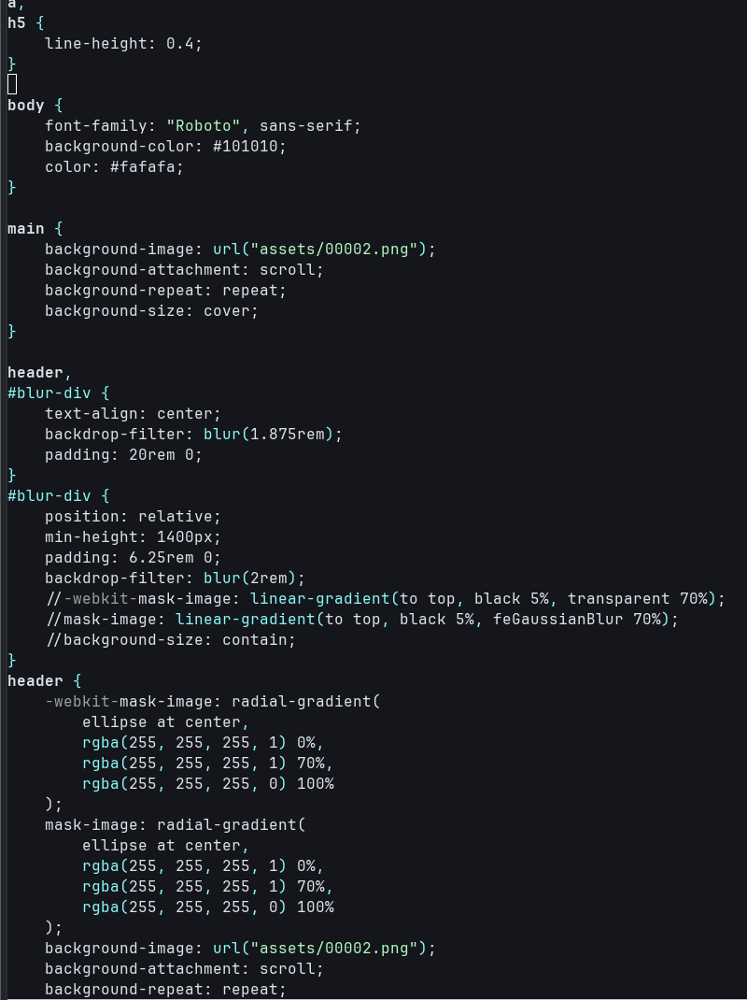 a,
h5 {
    line-height: 0.4;
}

body {
    font-family: "Roboto", sans-serif;
    background-color: #101010;
    color: #fafafa;
}

main {
    background-image: url("assets/00002.png");
    background-attachment: scroll;
    background-repeat: repeat;
    background-size: cover;
}

header,
#blur-div {
    text-align: center;
    backdrop-filter: blur(1.875rem);
    padding: 20rem 0;
}
#blur-div {
    position: relative;
    min-height: 1400px;
    padding: 6.25rem 0;
    backdrop-filter: blur(2rem);
    //-webkit-mask-image: linear-gradient(to top, black 5%, transparent 70%);
    //mask-image: linear-gradient(to top, black 5%, feGaussianBlur 70%);
    //background-size: contain;
}
header {
    -webkit-mask-image: radial-gradient(
        ellipse at center,
        rgba(255, 255, 255, 1) 0%,
        rgba(255, 255, 255, 1) 70%,
        rgba(255, 255, 255, 0) 100%
    );
    mask-image: radial-gradient(
        ellipse at center,
        rgba(255, 255, 255, 1) 0%,
        rgba(255, 255, 255, 1) 70%,
        rgba(255, 255, 255, 0) 100%
    );
    background-image: url("assets/00002.png");
    background-attachment: scroll;
    background-repeat: repeat;